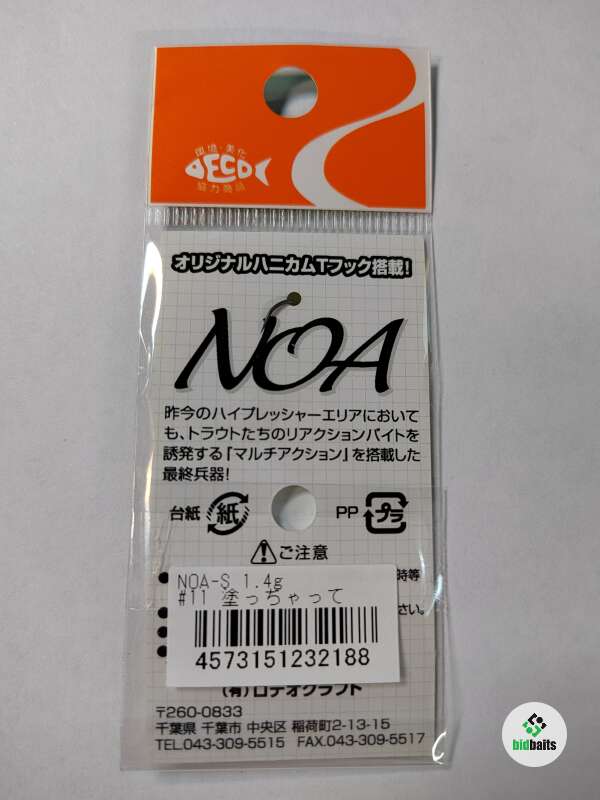 環境・美化
ECO
協力商品
オリジナルハニカムTフック搭載!
NOA
昨今のハイプレッシャーエリアにおいて
も、トラウトたちのリアクションバイトを
誘発する『マルチアクション』を搭載した
最終兵器!
台紙 紙 PP プラ
ご注意
時等
NOA-S 1.4g
#11 塗っちゃって
さい。
4573151232188
(有)ロデオクラフト
〒260-0833
千葉県 千葉市 中央区 稲荷町2-13-15
TEL.043-309-5515 FAX.043-309-5517
bidbaits